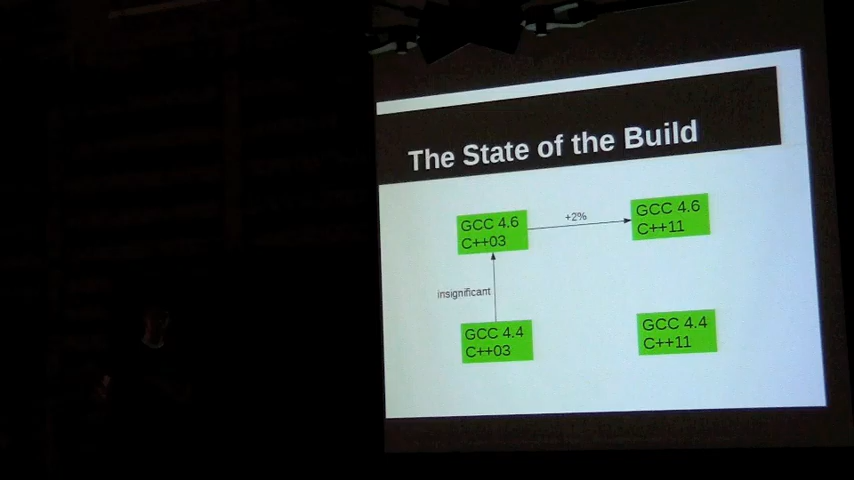 The State of the Build
GCC 4.6
C++03
+2%
GCC 4.6
C++11
insignificant
GCC 4.4
C++03
GCC 4.4
C++11